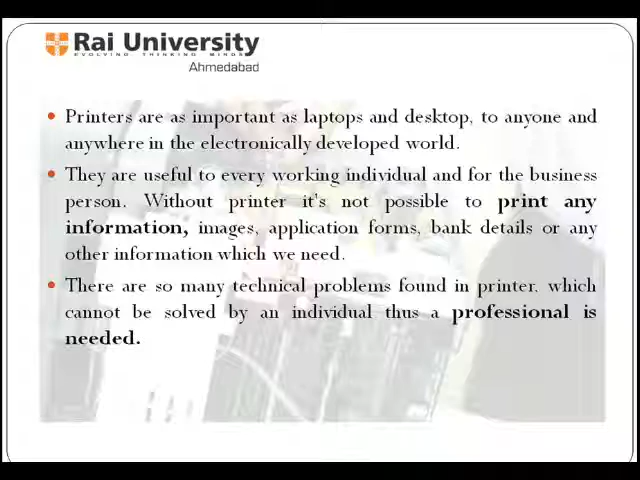 Rai University
EVOLVING THINKING MINDS
Ahmedabad
• Printers are as important as laptops and desktop, to anyone and
anywhere in the electronically developed world.
• They are useful to every working individual and for the business
person. Without printer it's not possible to print any
information, images, application forms, bank details or any
other information which we need.
• There are so many technical problems found in printer, which
cannot be solved by an individual thus a professional is
needed.